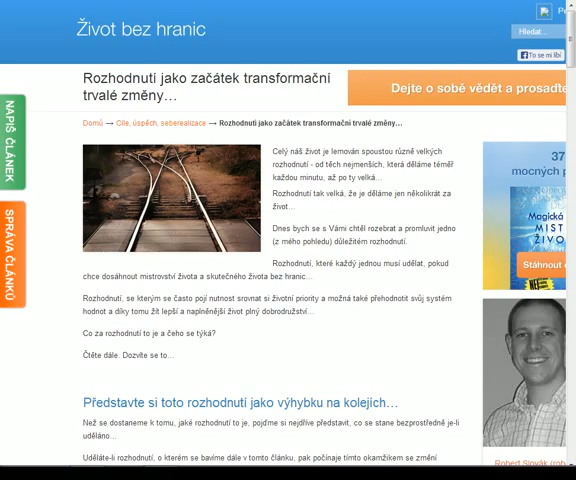 Život bez hranic
Hledat...
To se mi líbí
Rozhodnutí jako začátek transformační
trvalé změny…
Dejte o sobě vědět a prosaďte
NAPIŠ ČLÁNEK
SPRÁVA ČLÁNKŮ
Domů → Cíle, úspěch, seberealizace → Rozhodnutí jako začátek transformační trvalé změny…
Celý náš život je lemován spoustou různě velkých
rozhodnutí - od těch nejmenších, která děláme téměř
každou minutu, až po ty velká…
Rozhodnutí tak velká, že je děláme jen několikrát za
život…
Dnes bych se s Vámi chtěl rozebrat a promluvit jedno
(z mého pohledu) důležitém rozhodnutí.
Rozhodnutí, které každý jednou musí udělat, pokud
chce dosáhnout mistrovství života a skutečného života bez hranic…
Rozhodnutí, se kterým se často pojí nutnost srovnat si životní priority a možná také přehodnotit svůj systém
hodnot a díky tomu žít lepší a naplněnější život plný dobrodružství…
Co za rozhodnutí to je a čeho se týká?
Čtěte dále. Dozvíte se to…
Představte si toto rozhodnutí jako výhybku na kolejích…
Než se dostaneme k tomu, jaké rozhodnutí to je, pojďme si nejdříve představit, co se stane bezprostředně je-li
uděláno…
Uděláte-li rozhodnutí, o kterém se bavíme dále v tomto článku, pak počínaje tímto okamžikem se změní
37
mocných p
Magická
MIST
ŽIVO
Stáhnout e
Robert Slovák (rob